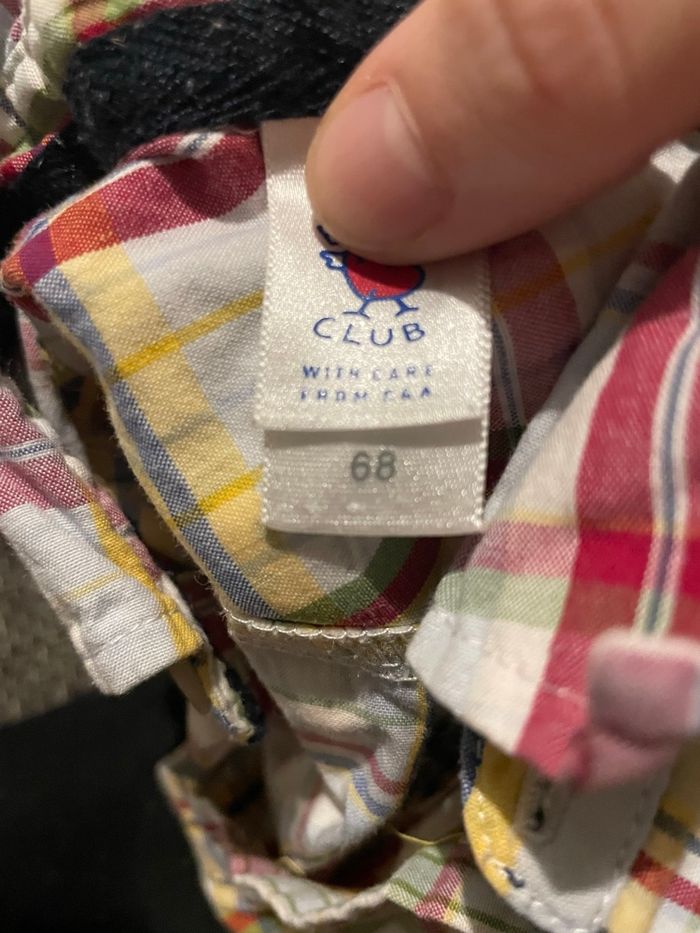 CLUB
WITH CARE
FROM C&A
68